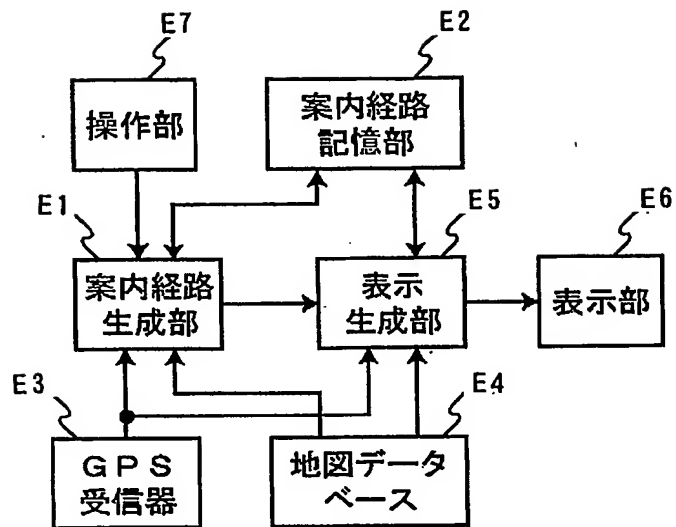 E7
E2
操作部
案内経路
記憶部
E1
E5
E6
案内経路
生成部
表示
生成部
表示部
E3
E4
GPS
受信器
地図データ
ベース